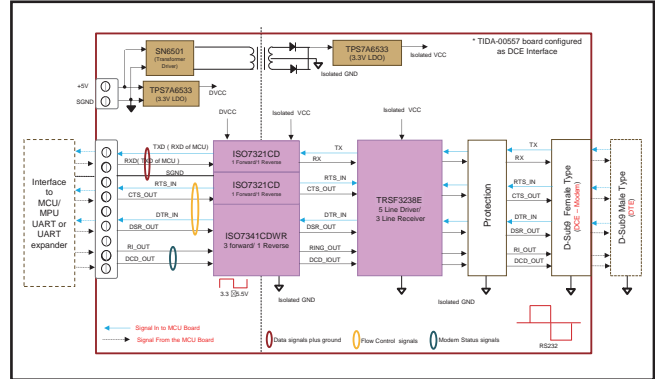 * TIDA-00557 board configured
as DCE Interface
SN6501
(Transformer
Driver)
TPS7A6533
(3.3V LDO)
Isolated VCC
Isolated GND
+5V
SGND
TPS7A6533
(3.3V LDO)
DVCC
DVCC
Isolated VCC
Isolated VCC
Interface
to
MCU/
MPU
UART or
UART
expander
TXD ( RXD of MCU)
RXD( TXD of MCU )
SGND
RTS_IN
CTS_OUT
DTR_IN
DSR_OUT
RI_OUT
DCD_OUT
ISO7321CD
1 Forward/1 Reverse
ISO7321CD
1 Forward/1 Reverse
ISO7341CDWR
3 forward/ 1 Reverse
TX
RX
RTS_IN
CTS_OUT
DTR_IN
DSR_OUT
RING_OUT
DCD_IOUT
TRSF3238E
5 Line Driver/
3 Line Receiver
Protection
TX
RX
RTS_IN
CTS_OUT
DTR_IN
DSR_OUT
RI_OUT
DCD_OUT
D-Sub9 Female Type
(DCE – Modem)
D-Sub9 Male Type
(DTE)
3.3 5.5V
Isolated GND
Isolated GND
Signal In to MCU Board
Signal From the MCU Board
Data signals plus ground
Flow Control signals
Modem Status signals
RS232